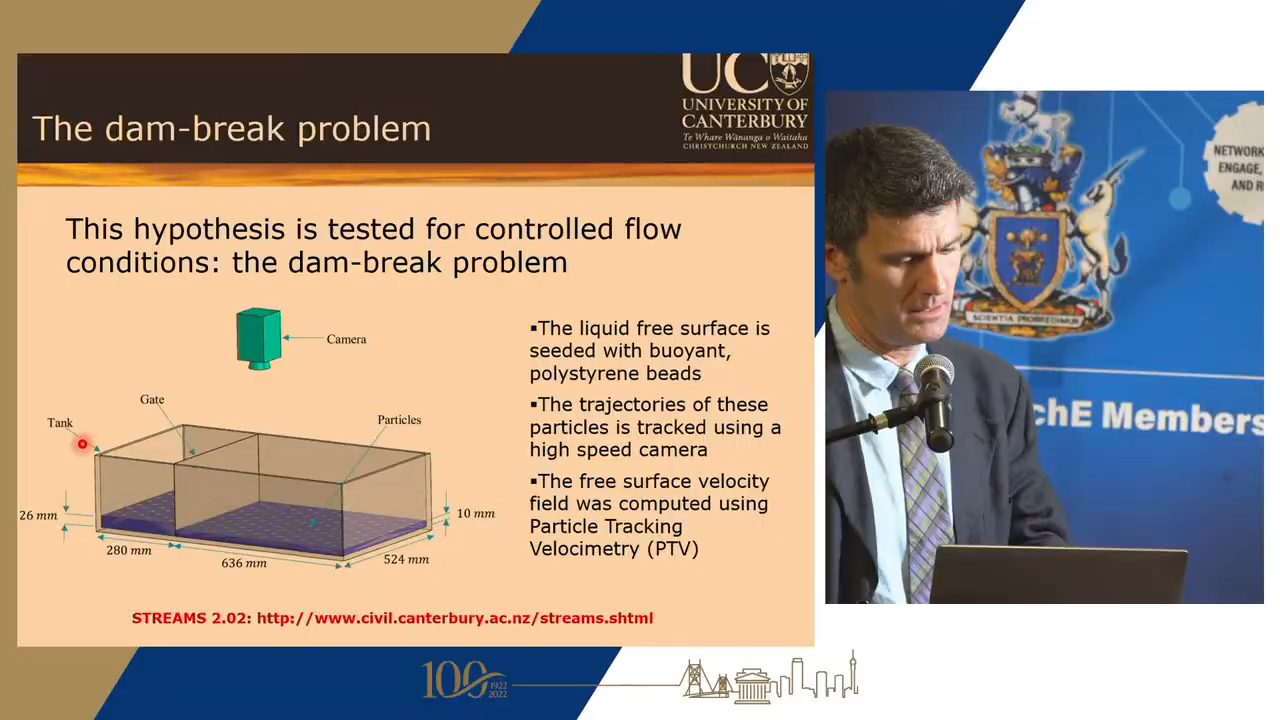 The dam-break problem
UC
UNIVERSITY OF
CANTERBURY
Te Whare Wānanga o Waitaha
CHRISTCHURCH NEW ZEALAND
This hypothesis is tested for controlled flow
conditions: the dam-break problem
Camera
Gate
Tank
Particles
26 mm
10 mm
280 mm
636 mm
524 mm
▪The liquid free surface is
seeded with buoyant,
polystyrene beads
▪The trajectories of these
particles is tracked using a
high speed camera
▪The free surface velocity
field was computed using
Particle Tracking
Velocimetry (PTV)
STREAMS 2.02: http://www.civil.canterbury.ac.nz/streams.shtml
NETWORK
ENGAGE,
AND R
SCIENTIA PROGREDIMUR
chE Members
100
1922
2022